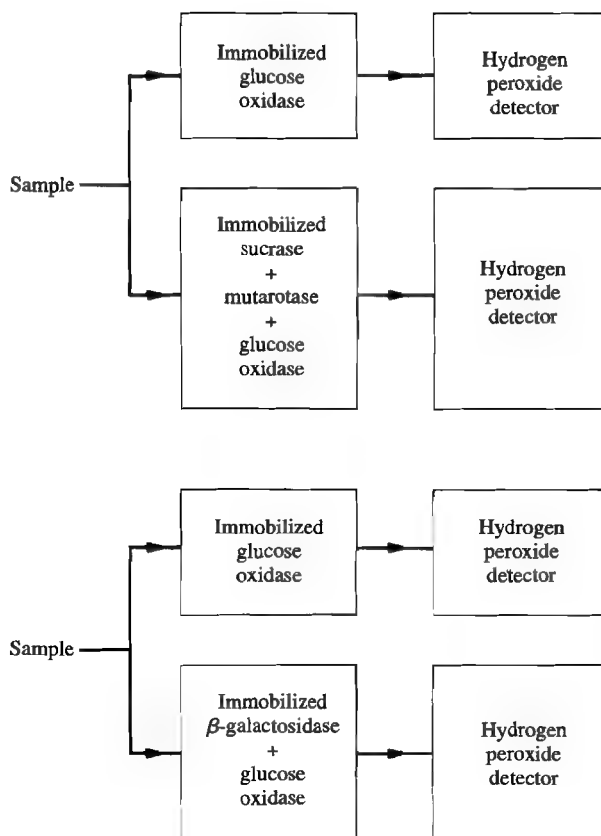 Immobilized
glucose
oxidase
Hydrogen
peroxide
detector
Sample
Immobilized
sucrase
+
mutarotase
+
glucose
oxidase
Hydrogen
peroxide
detector
Immobilized
glucose
oxidase
Hydrogen
peroxide
detector
Sample
Immobilized
β-galactosidase
+
glucose
oxidase
Hydrogen
peroxide
detector